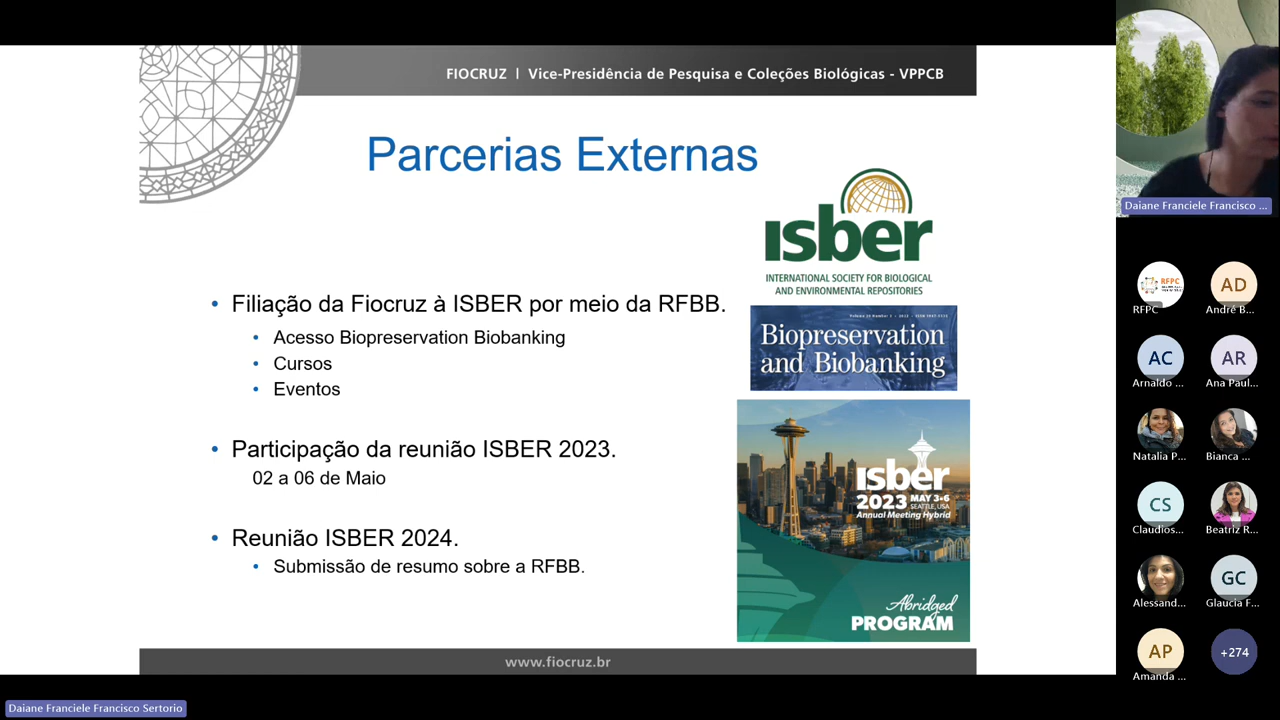 FIOCRUZ | Vice-Presidência de Pesquisa e Coleções Biológicas - VPPCB
Parcerias Externas
isber
INTERNATIONAL SOCIETY FOR BIOLOGICAL
AND ENVIRONMENTAL REPOSITORIES
• Filiação da Fiocruz à ISBER por meio da RFBB.
• Acesso Biopreservation Biobanking
• Cursos
• Eventos
Biopreservation
and Biobanking
• Participação da reunião ISBER 2023.
02 a 06 de Maio
• Reunião ISBER 2024.
• Submissão de resumo sobre a RFBB.
isber
2023 MAY 3-6
SEATTLE, USA
Annual Meeting Hybrid
Abridged
PROGRAM
www.fiocruz.br
Daiane Franciele Francisco Sertorio
Daiane Franciele Francisco ...
RFPC
RFPC
AD
André B...
AC
Arnaldo ...
AR
Ana Paul...
Natalia P...
Bianca ...
CS
Claudios...
Beatriz R...
Alessand...
GC
Glaucia F...
AP
Amanda ...
+274